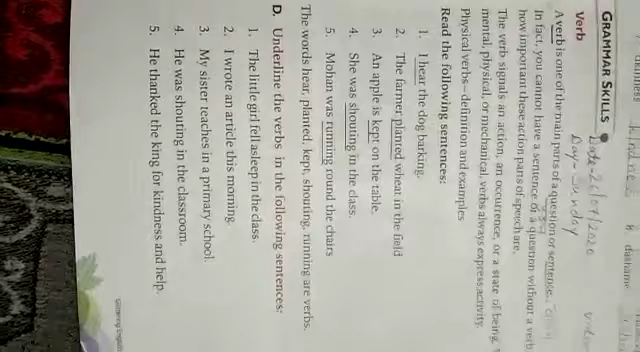 GRAMMAR SKILLS
Date-26/07/2020
Verb
Day-Sunday
A verb is one of the main parts of a question or sentence.
In fact, you cannot have a sentence or a question without a verb
how important these action parts of speech are.
The verb signals an action, an occurrence, or a state of being.
mental, physical, or mechanical, verbs always express activity.
Physical verbs – definition and examples
Read the following sentences:
1. I hear the dog barking.
2. The farmer planted wheat in the field
3. An apple is kept on the table.
4. She was shouting in the class.
5. Mohan was running round the chairs
The words hear, planted, kept, shouting, running are verbs.
D. Underline the verbs in the following sentences:
1. The little girl fell asleep in the class.
2. I wrote an article this morning.
3. My sister teaches in a primary school.
4. He was shouting in the classroom.
5. He thanked the king for kindness and help.